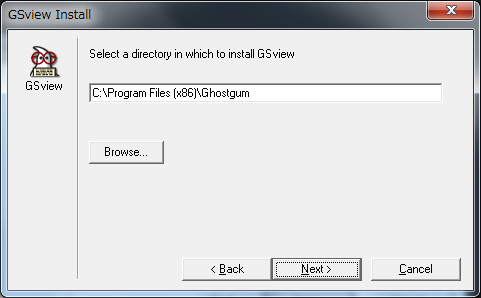 GSview Install
Select a directory in which to install GSview
GSview
C:\Program Files (x86)\Ghostgum
Browse...
< Back
Next >
Cancel